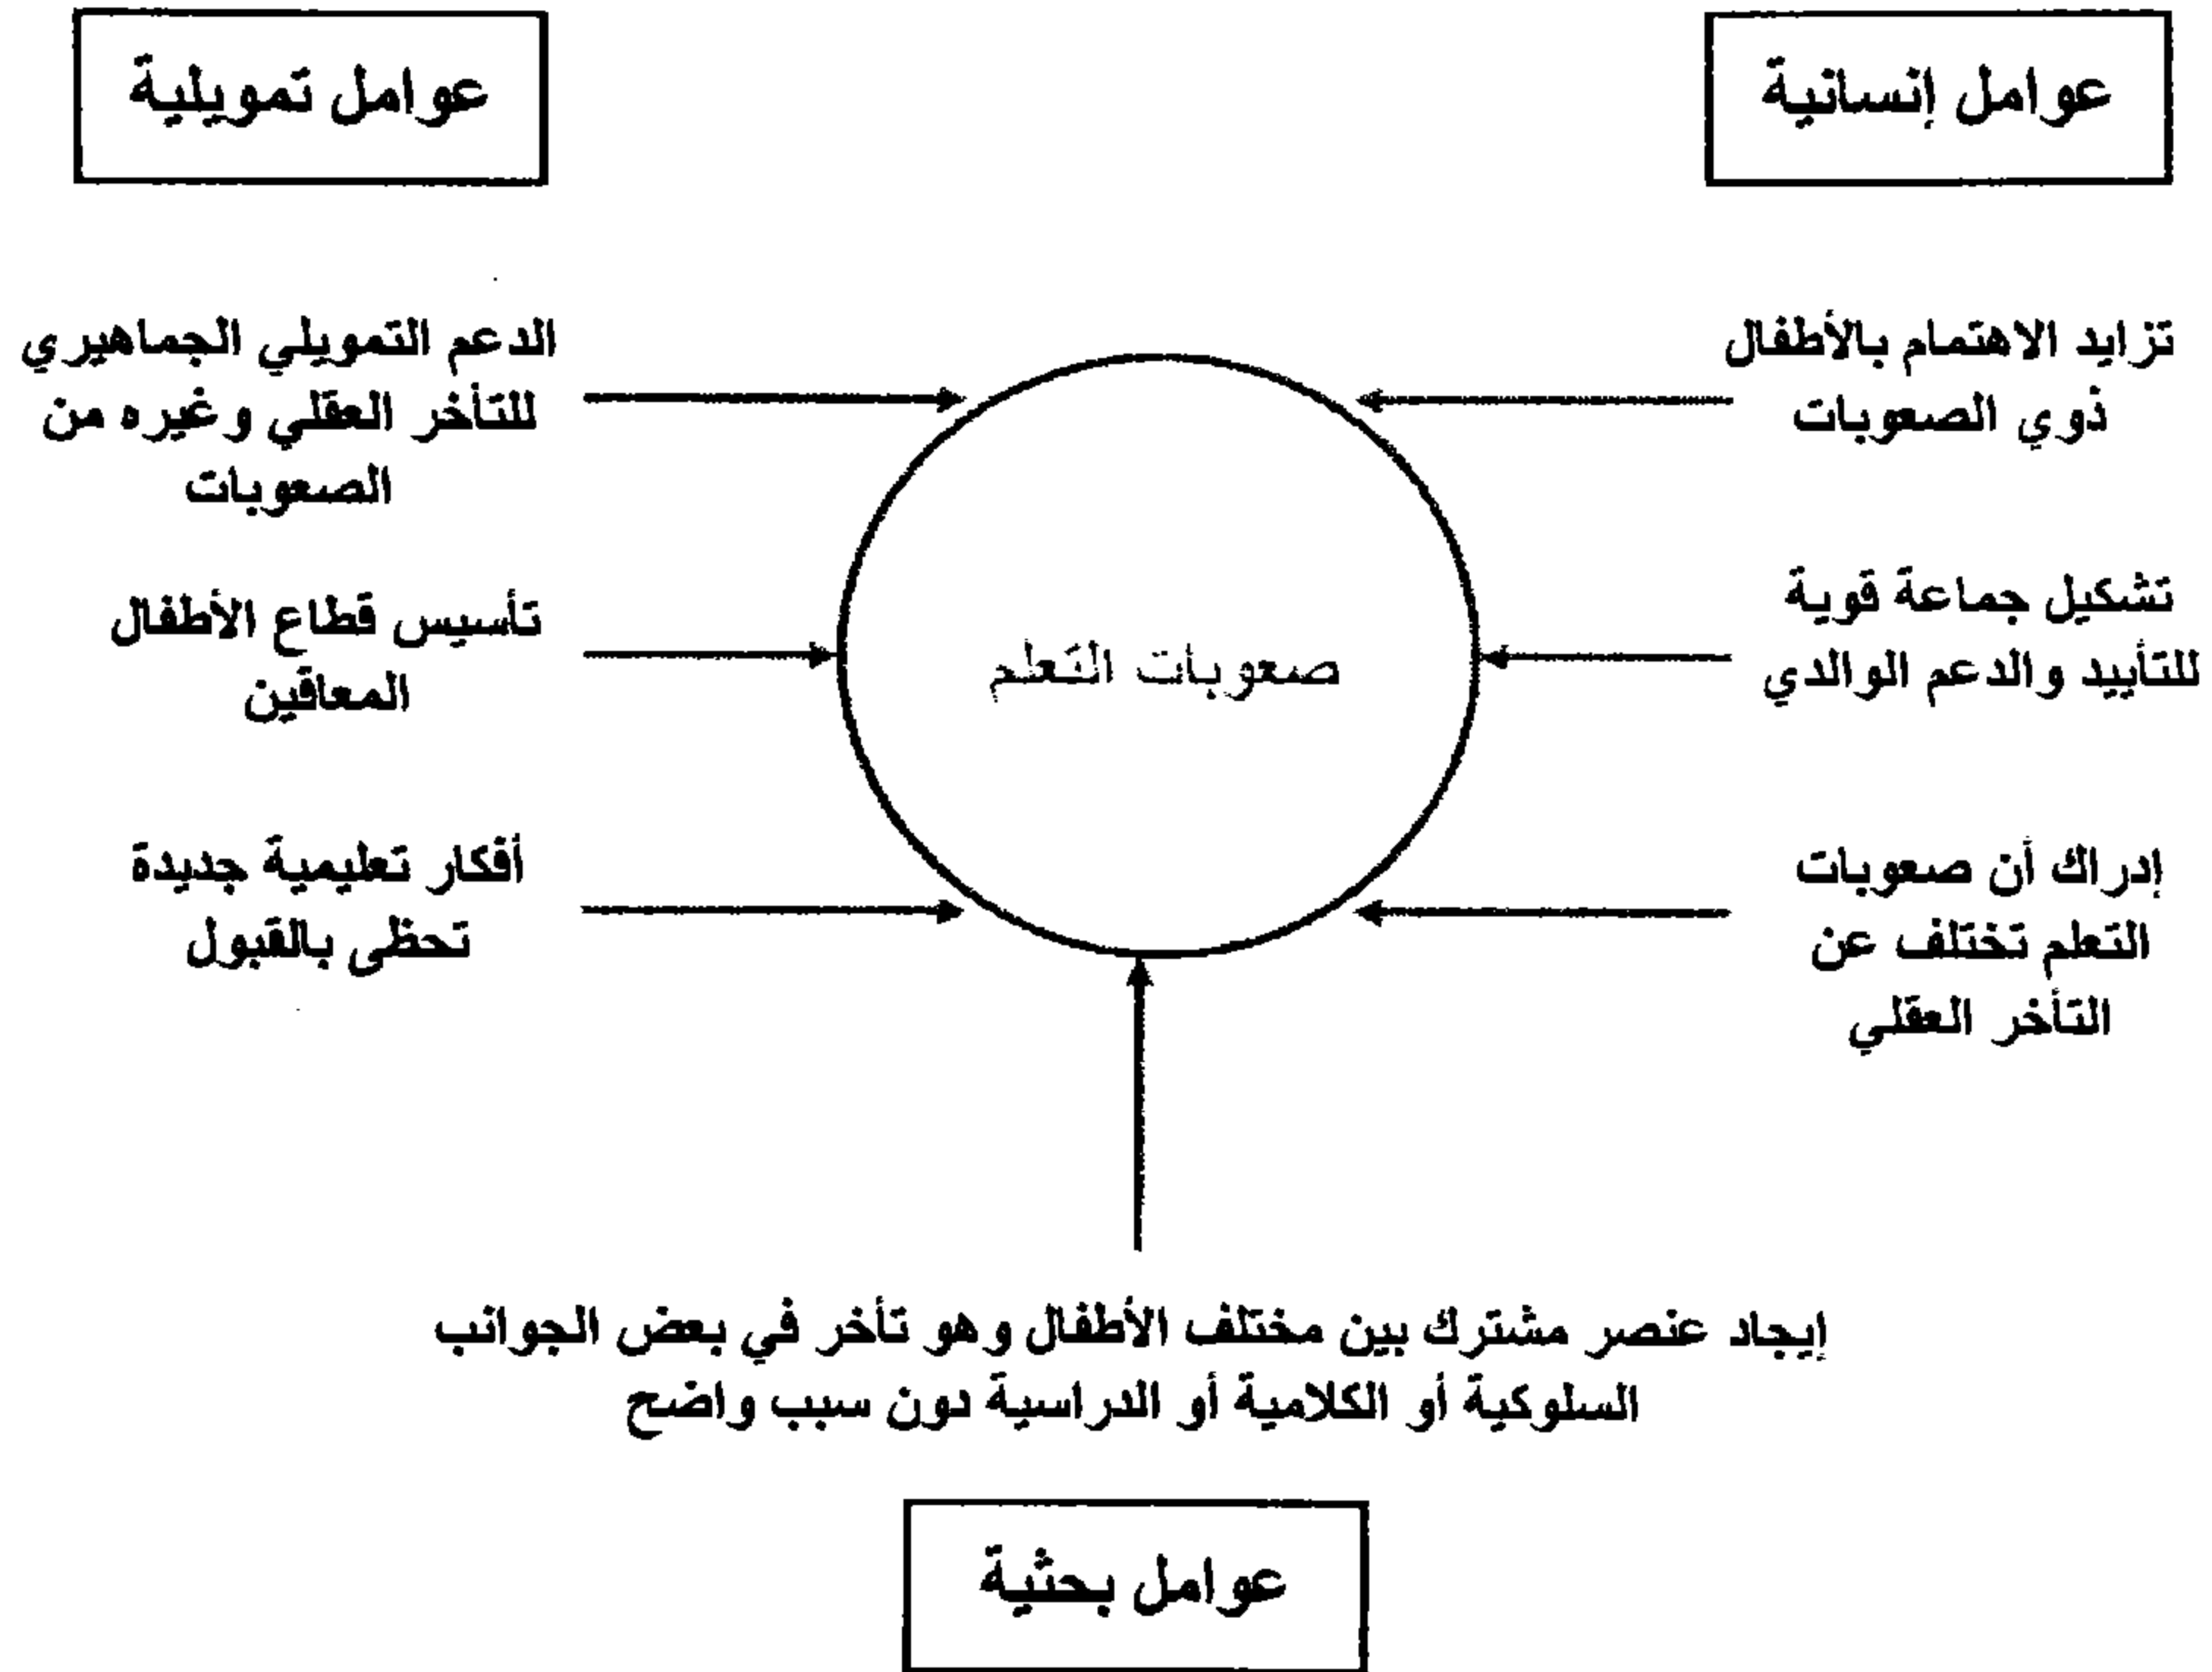 عوامل إنسانية
عوامل تمويلية
تزايد الاهتمام بالأطفال
ذوي الصعوبات
الدعم التمويلي الجماهيري
للتأخر العقلي وغيره من
الصعوبات
تشكيل جماعة قوية
للتأييد والدعم الوالدي
صعوبات التعلم
تأسيس قطاع الأطفال
المعاقين
إدراك أن صعوبات
التعلم تختلف عن
التأخر العقلي
أفكار تعليمية جديدة
تحظى بالقبول
إيجاد عنصر مشترك بين مختلف الأطفال وهو تأخر في بعض الجوانب
السلوكية أو الكلامية أو الدراسية دون سبب واضح
عوامل بحثية